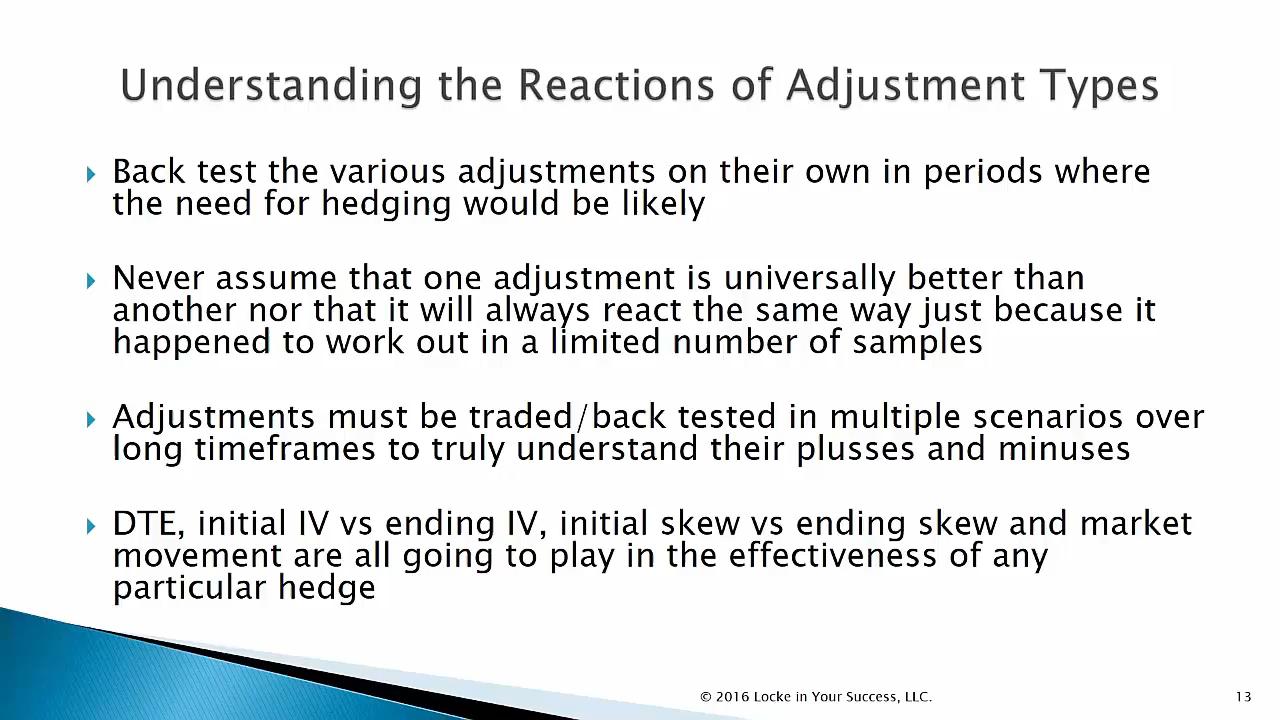 Understanding the Reactions of Adjustment Types
Back test the various adjustments on their own in periods where
the need for hedging would be likely
Never assume that one adjustment is universally better than
another nor that it will always react the same way just because it
happened to work out in a limited number of samples
Adjustments must be traded/back tested in multiple scenarios over
long timeframes to truly understand their plusses and minuses
DTE, initial IV vs ending IV, initial skew vs ending skew and market
movement are all going to play in the effectiveness of any
particular hedge
© 2016 Locke in Your Success, LLC.
13